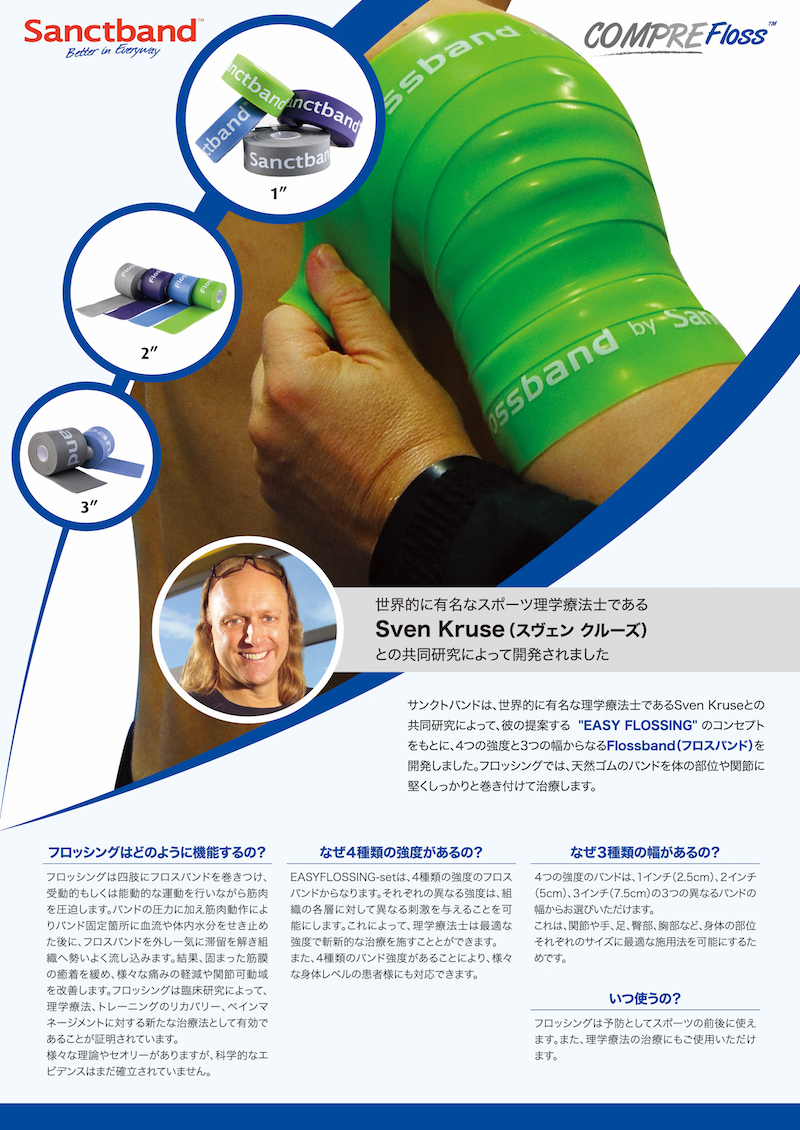 Sanctband™
Better in Everyway
COMPREFloss™
Sanctband
1″
2″
3″
Flossband by San
世界的に有名なスポーツ理学療法士である
Sven Kruse（スヴェン クルーズ）
との共同研究によって開発されました
サンクトバンドは、世界的に有名な理学療法士であるSven Kruseとの
共同研究によって、彼の提案する "EASY FLOSSING" のコンセプト
をもとに、4つの強度と3つの幅からなるFlossband（フロスバンド）を
開発しました。フロッシングでは、天然ゴムのバンドを体の部位や関節に
堅くしっかりと巻き付けて治療します。
フロッシングはどのように機能するの？
フロッシングは四肢にフロスバンドを巻きつけ、
受動的もしくは能動的な運動を行いながら筋肉
を圧迫します。バンドの圧力に加え筋肉動作によ
りバンド固定箇所に血流や体内水分をせき止め
た後に、フロスバンドを外し一気に滞留を解き組
織へ勢いよく流し込みます。結果、固まった筋膜
の癒着を緩め、様々な痛みの軽減や関節可動域
を改善します。フロッシングは臨床研究によって、
理学療法、トレーニングのリカバリー、ペインマ
ネージメントに対する新たな治療法として有効で
あることが証明されています。
様々な理論やセオリーがありますが、科学的なエ
ビデンスはまだ確立されていません。
なぜ4種類の強度があるの？
EASYFLOSSING-setは、4種類の強度のフロス
バンドからなります。それぞれの異なる強度は、組
織の各層に対して異なる刺激を与えることを可
能にします。これによって、理学療法士は最適な
強度で斬新的な治療を施すこととができます。
また、4種類のバンド強度があることにより、様々
な身体レベルの患者様にも対応できます。
なぜ3種類の幅があるの？
4つの強度のバンドは、1インチ（2.5cm）、2インチ
（5cm）、3インチ（7.5cm）の3つの異なるバンドの
幅からお選びいただけます。
これは、関節や手、足、臀部、胸部など、身体の部位
それぞれのサイズに最適な施用法を可能にするた
めです。
いつ使うの？
フロッシングは予防としてスポーツの前後に使え
ます。また、理学療法の治療にもご使用いただけ
ます。